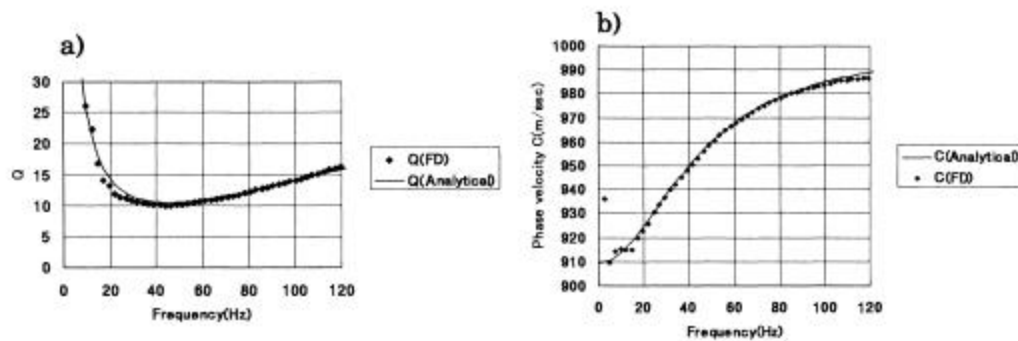 a)
30
25
20
15
10
5
0
Q
0 20 40 60 80 100 120
Frequency(Hz)
Q(FD)
Q(Analytical)
b)
1000
990
980
970
960
950
940
930
920
910
900
Phase velocity C(m/sec)
0 20 40 60 80 100 120
Frequency(Hz)
C(Analytical)
C(FD)